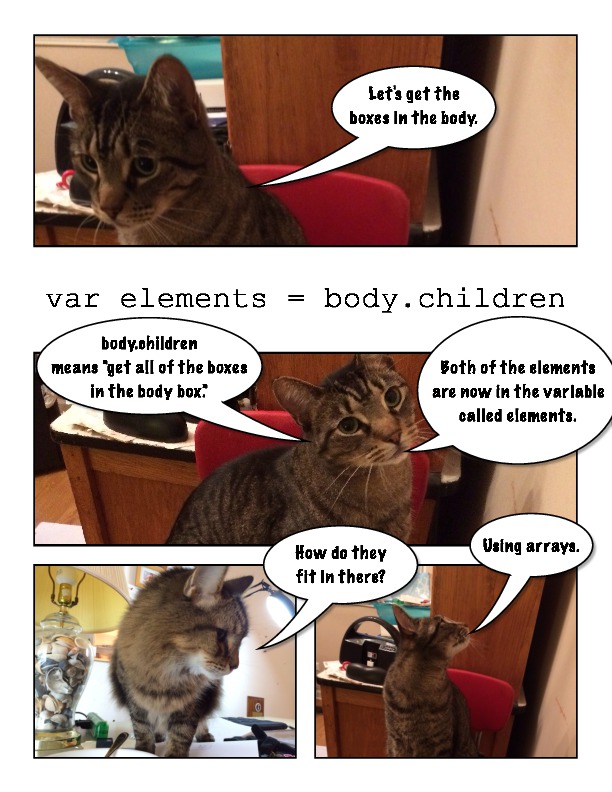 Let's get the
boxes in the body.
var elements = body.children
body.children
means "get all of the boxes
in the body box."
Both of the elements
are now in the variable
called elements.
How do they
fit in there?
Using arrays.